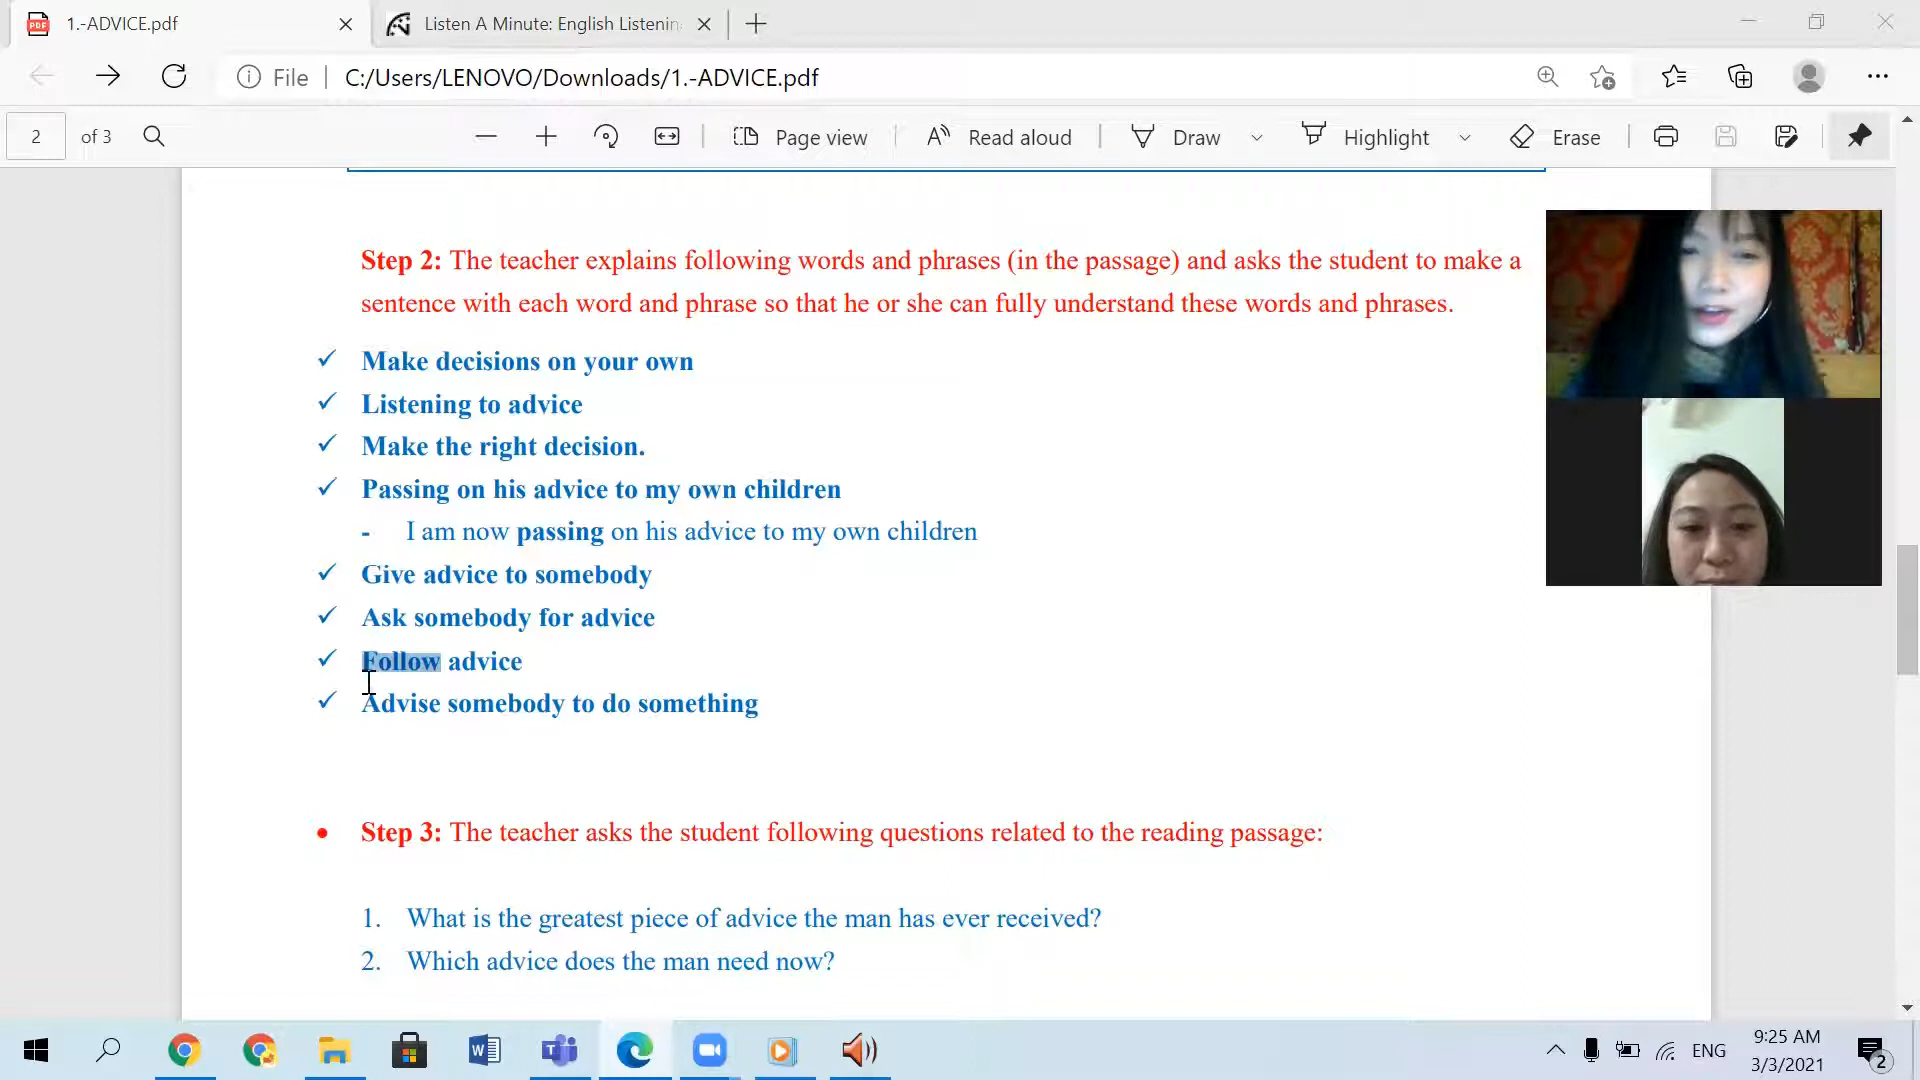 1.-ADVICE.pdf
Listen A Minute: English Listenin
File
C:/Users/LENOVO/Downloads/1.-ADVICE.pdf
2 of 3
Page view
Read aloud
Draw
Highlight
Erase
Step 2: The teacher explains following words and phrases (in the passage) and asks the student to make a
sentence with each word and phrase so that he or she can fully understand these words and phrases.
✓ Make decisions on your own
✓ Listening to advice
✓ Make the right decision.
✓ Passing on his advice to my own children
- I am now passing on his advice to my own children
✓ Give advice to somebody
✓ Ask somebody for advice
✓ Follow advice
✓ Advise somebody to do something
• Step 3: The teacher asks the student following questions related to the reading passage:
1. What is the greatest piece of advice the man has ever received?
2. Which advice does the man need now?
ENG
9:25 AM
3/3/2021
2